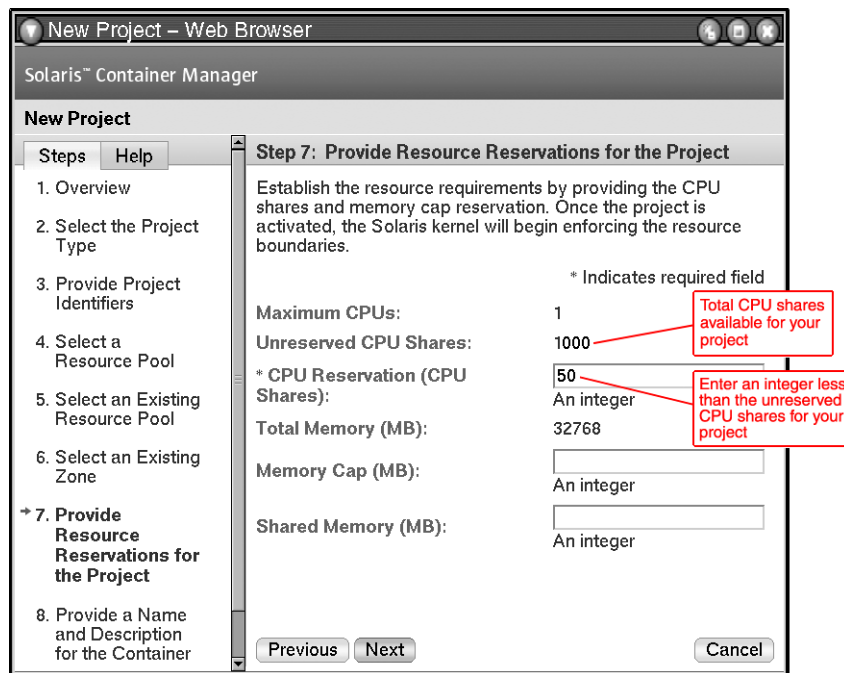 New Project – Web Browser
Solaris™ Container Manager
New Project
Steps
Help
1. Overview
2. Select the Project
Type
3. Provide Project
Identifiers
4. Select a
Resource Pool
5. Select an Existing
Resource Pool
6. Select an Existing
Zone
7. Provide
Resource
Reservations for
the Project
8. Provide a Name
and Description
for the Container
Step 7: Provide Resource Reservations for the Project
Establish the resource requirements by providing the CPU
shares and memory cap reservation. Once the project is
activated, the Solaris kernel will begin enforcing the resource
boundaries.
* Indicates required field
Maximum CPUs: 1
Unreserved CPU Shares: 1000
Total CPU shares
available for your
project
* CPU Reservation (CPU
Shares):
50
An integer
Enter an integer less
than the unreserved
CPU shares for your
project
Total Memory (MB): 32768
Memory Cap (MB):
An integer
Shared Memory (MB):
An integer
Previous
Next
Cancel